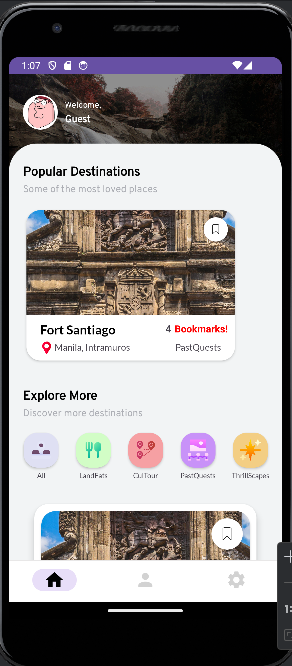 1:07
Welcome,
Guest
Popular Destinations
Some of the most loved places
Fort Santiago
4 Bookmarks!
Manila, Intramuros
PastQuests
Explore More
Discover more destinations
All
LandEats
CulTour
PastQuests
ThrillScapes